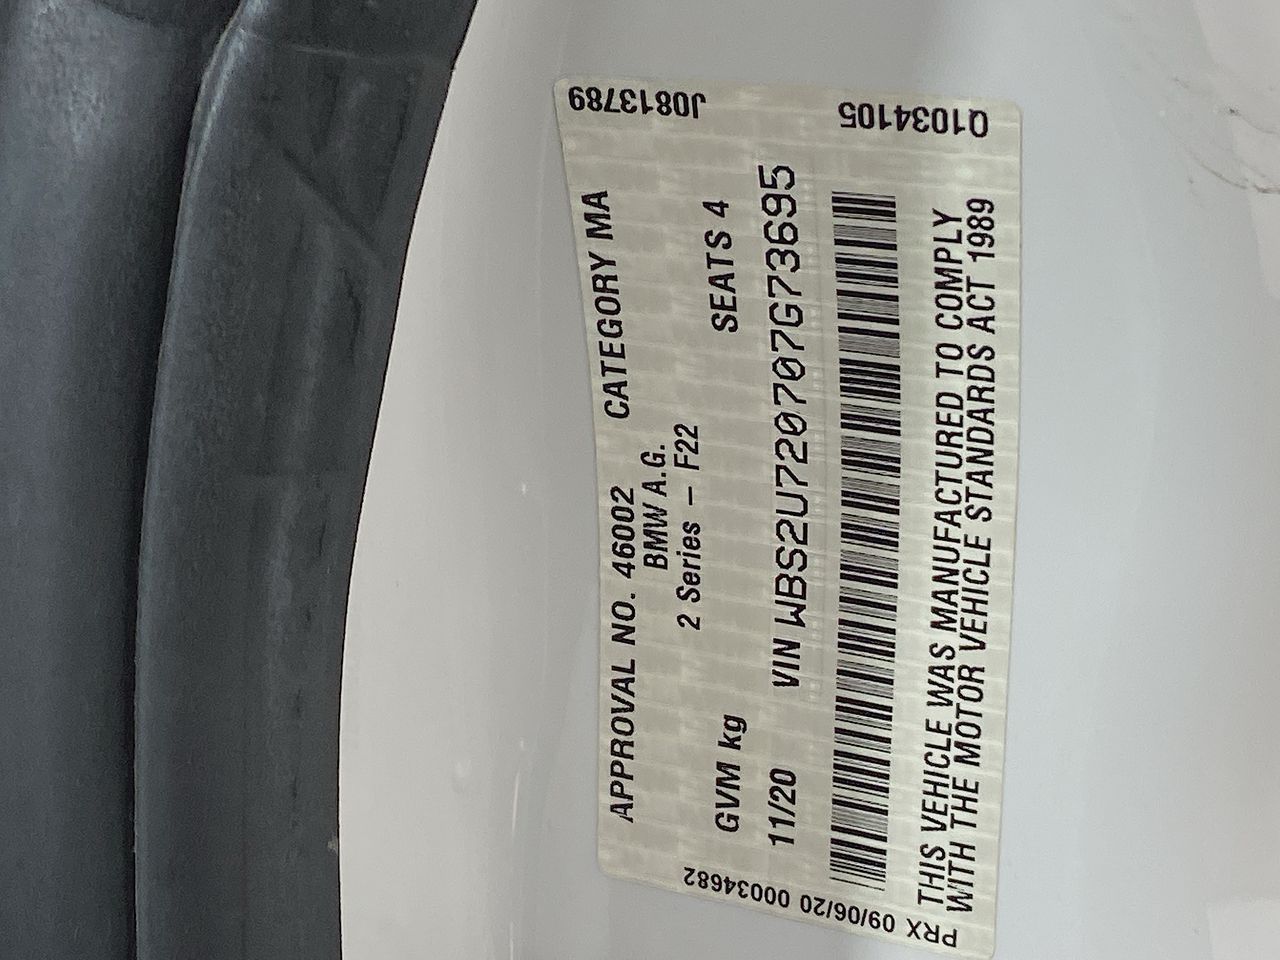 APPROVAL NO. 46002 CATEGORY MA
BMW A.G.
2 Series – F22
GVM kg SEATS 4
11/20 VIN WBS2U720707G73695
THIS VEHICLE WAS MANUFACTURED TO COMPLY
WITH THE MOTOR VEHICLE STANDARDS ACT 1989
PRX 09/06/20 00034682
J0813789
Q1034105